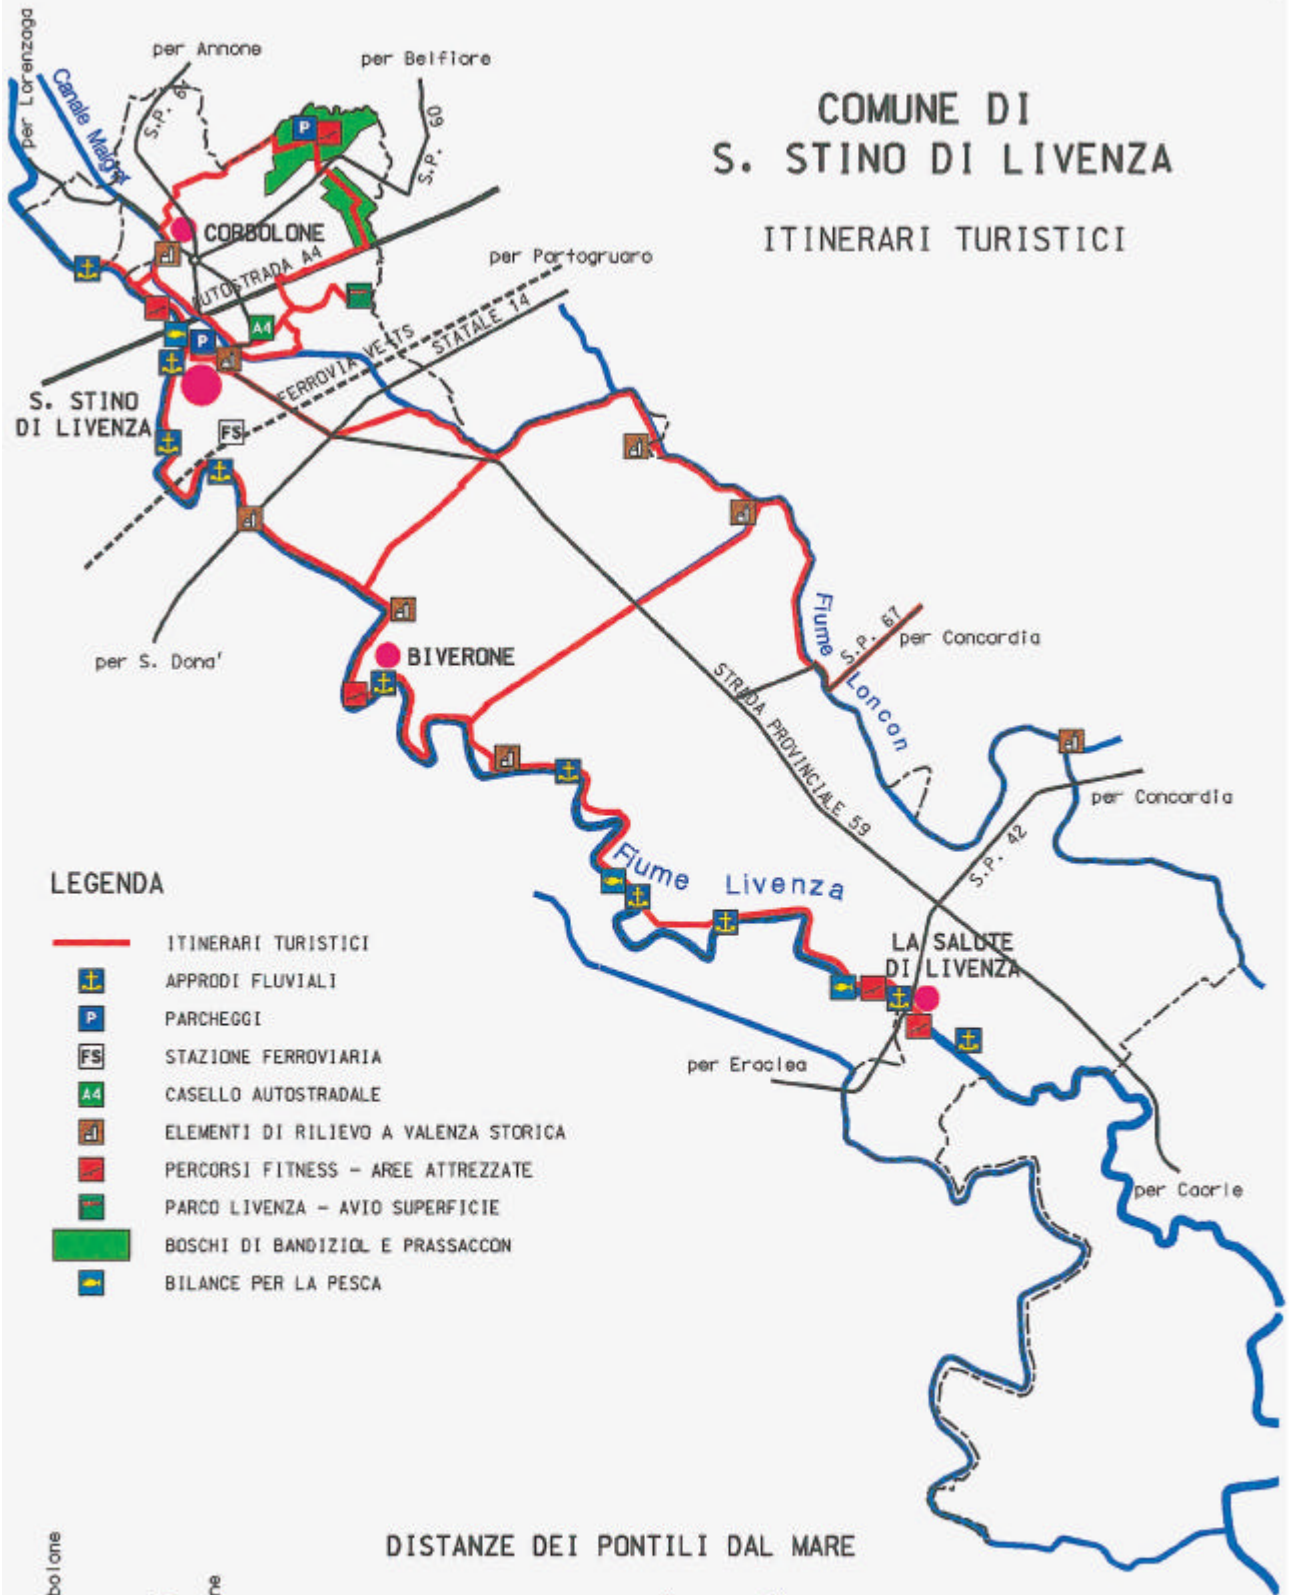 COMUNE DI
S. STINO DI LIVENZA
ITINERARI TURISTICI
per Lorenzaga
Canale Malgher
per Annone
S.P. 61
per Belfiore
S.P. 60
CORBOLONE
AUTOSTRADA A4
per Portogruaro
STATALE 14
FERROVIA VE-TS
P
A4
P
S. STINO
DI LIVENZA
FS
per S. Dona'
BIVERONE
Fiume
Loncon
S.P. 67
per Concordia
STRADA PROVINCIALE 59
per Concordia
S.P. 42
Fiume Livenza
LA SALUTE
DI LIVENZA
per Eraclea
per Caorle
LEGENDA
ITINERARI TURISTICI
APPRODI FLUVIALI
P PARCHEGGI
FS STAZIONE FERROVIARIA
A4 CASELLO AUTOSTRADALE
ELEMENTI DI RILIEVO A VALENZA STORICA
PERCORSI FITNESS - AREE ATTREZZATE
PARCO LIVENZA - AVIO SUPERFICIE
BOSCHI DI BANDIZIOL E PRASSACCON
BILANCE PER LA PESCA
DISTANZE DEI PONTILI DAL MARE
bolone
ne